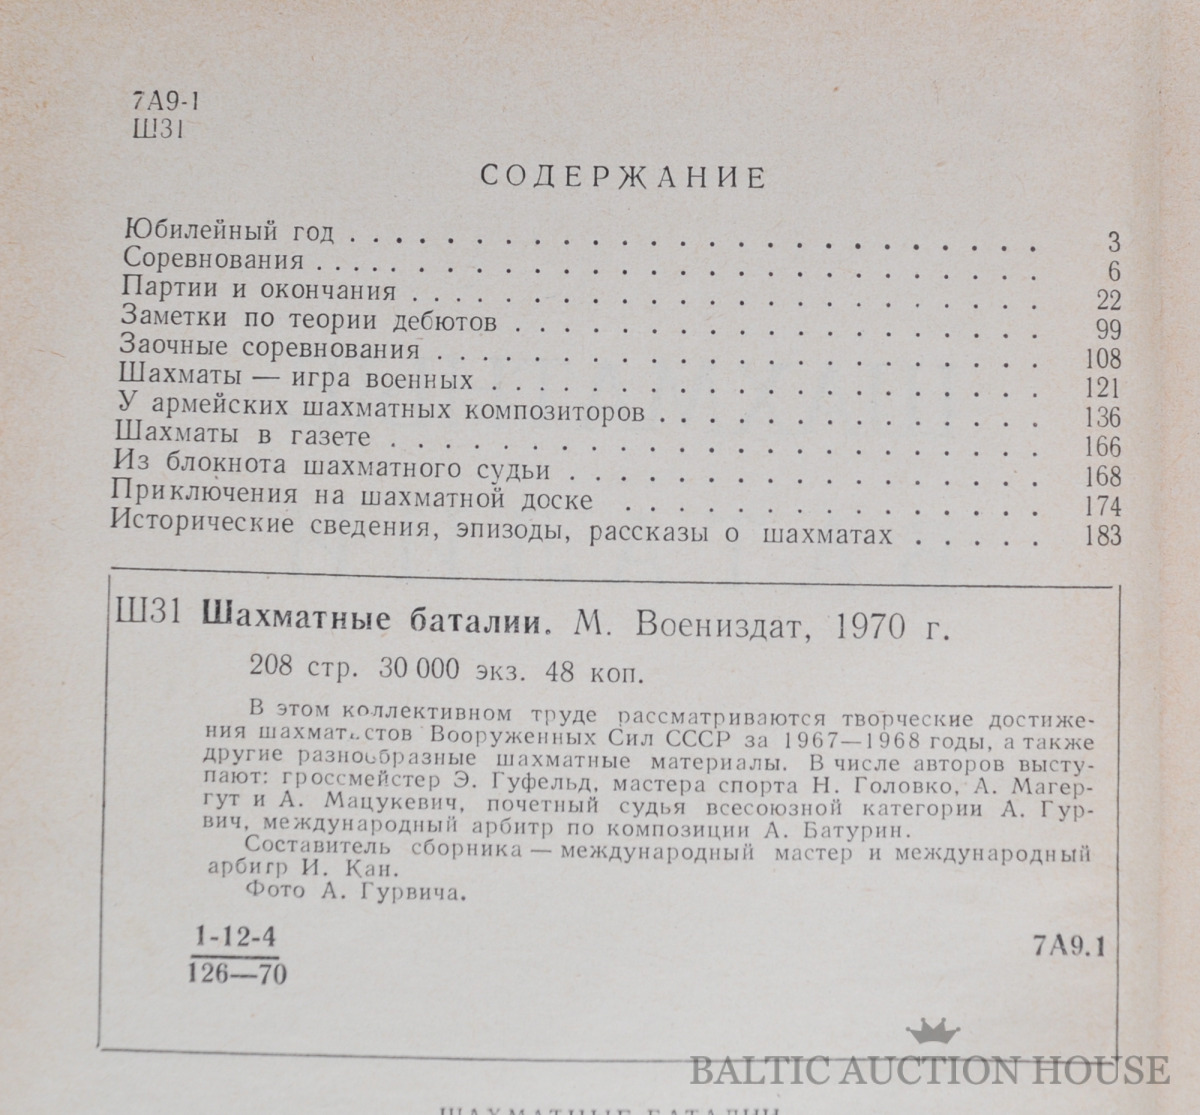 7А9-1
Ш31
СОДЕРЖАНИЕ
Юбилейный год . . . . . . . . . . . . . . . . . . . . . . . . . . 3
Соревнования . . . . . . . . . . . . . . . . . . . . . . . . . . 6
Партии и окончания . . . . . . . . . . . . . . . . . . . . . . . 22
Заметки по теории дебютов . . . . . . . . . . . . . . . . . . . . 99
Заочные соревнования . . . . . . . . . . . . . . . . . . . . . . 108
Шахматы — игра военных . . . . . . . . . . . . . . . . . . . . . 121
У армейских шахматных композиторов . . . . . . . . . . . . . . . 136
Шахматы в газете . . . . . . . . . . . . . . . . . . . . . . . . 166
Из блокнота шахматного судьи . . . . . . . . . . . . . . . . . . 168
Приключения на шахматной доске . . . . . . . . . . . . . . . . 174
Исторические сведения, эпизоды, рассказы о шахматах . . . . . 183
Ш31 Шахматные баталии. М. Воениздат, 1970 г.
208 стр. 30 000 экз. 48 коп.
В этом коллективном труде рассматриваются творческие достиже-
ния шахматистов Вооруженных Сил СССР за 1967—1968 годы, а также
другие разнообразные шахматные материалы. В числе авторов высту-
пают: гроссмейстер Э. Гуфельд, мастера спорта Н. Головко, А. Магер-
гут и А. Мацукевич, почетный судья всесоюзной категории А. Гур-
вич, международный арбитр по композиции А. Батурин.
Составитель сборника — международный мастер и международный
арбигр И. Кан.
Фото А. Гурвича.
1-12-4
126—70
7А9.1
BALTIC AUCTION HOUSE
ШАХМАТНЫЕ БАТАЛИИ